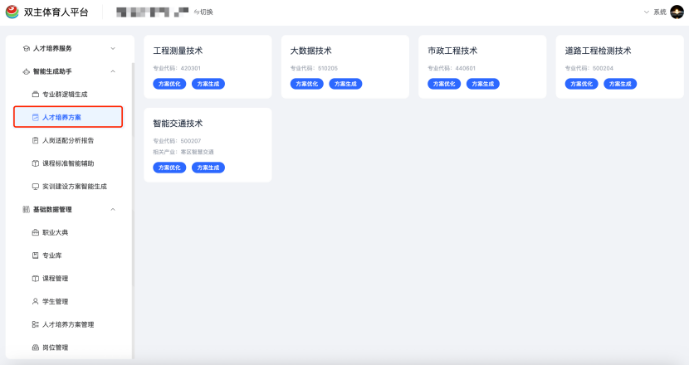 双主体育人平台
切换
系统
人才培养服务
智能生成助手
专业群逻辑生成
人才培养方案
人岗适配分析报告
课程标准智能辅助
实训建设方案智能生成
基础数据管理
职业大典
专业库
课程管理
学生管理
人才培养方案管理
岗位管理
工程测量技术
专业代码：420301
方案优化 方案生成
大数据技术
专业代码：510205
方案优化 方案生成
市政工程技术
专业代码：440601
方案优化 方案生成
道路工程检测技术
专业代码：500204
方案优化 方案生成
智能交通技术
专业代码：500207
智慧交通
方案优化 方案生成